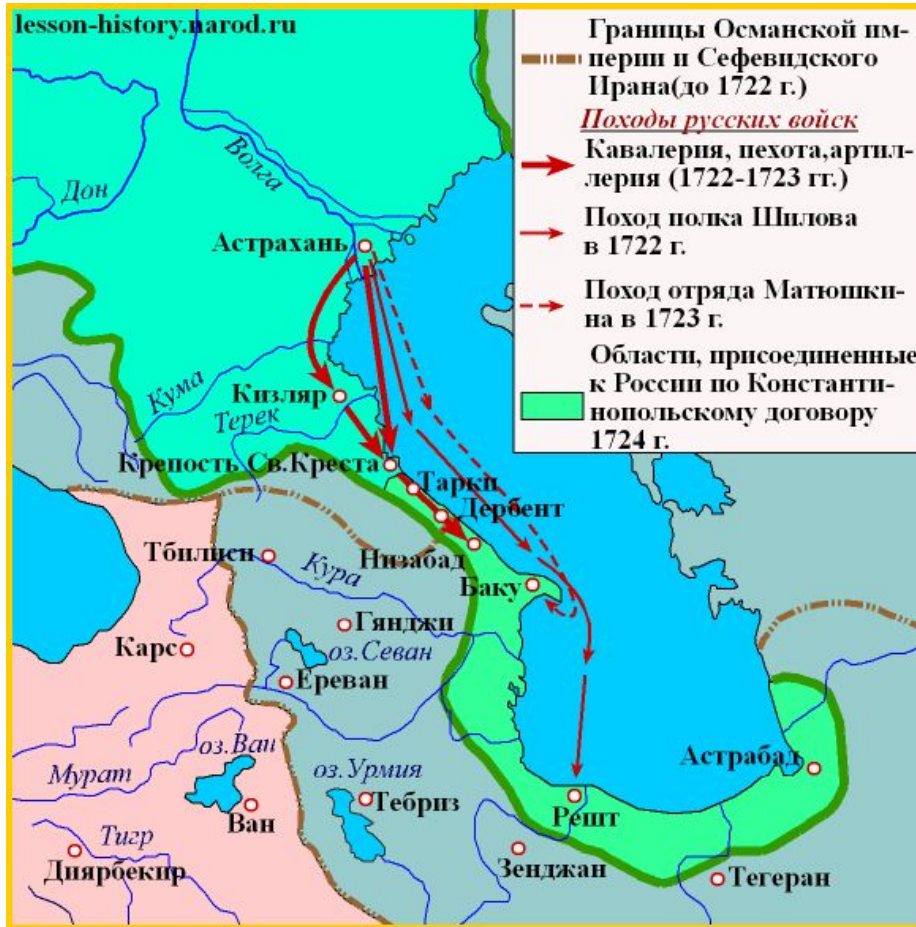 lesson-history.narod.ru
Границы Османской им-
перии и Сефевидского
Ирана(до 1722 г.)
Походы русских войск
Кавалерия, пехота,артил-
лерия (1722-1723 гг.)
Поход полка Шилова
в 1722 г.
Поход отряда Матюшки-
на в 1723 г.
Области, присоединенные
к России по Константи-
нопольскому договору
1724 г.
Волга
Дон
Астрахань
Кума
Кизляр
Терек
Крепость Св.Креста
Тарки
Дербент
Низабад
Тбилиси
Кура
Баку
Гянджи
Карс
оз.Севан
Ереван
оз.Ван
оз.Урмия
Астрабад
Мурат
Ван
Тебриз
Решт
Тигр
Диярбекир
Зенджан
Тегеран